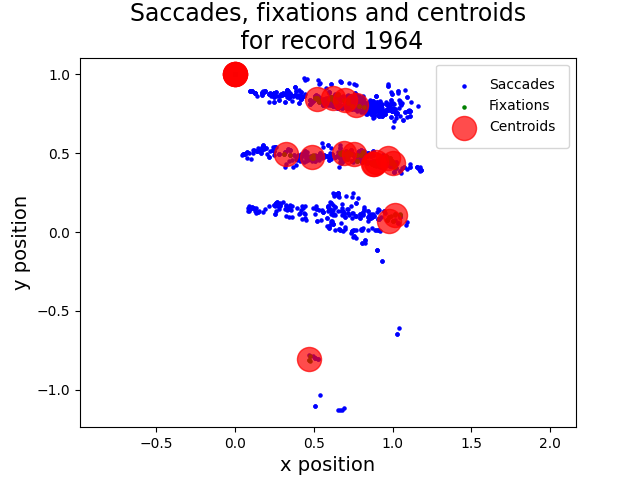 Saccades, fixations and centroids
for record 1964
Saccades
Fixations
Centroids
1.0
0.5
0.0
−0.5
−1.0
y position
−0.5
0.0
0.5
1.0
1.5
2.0
x position